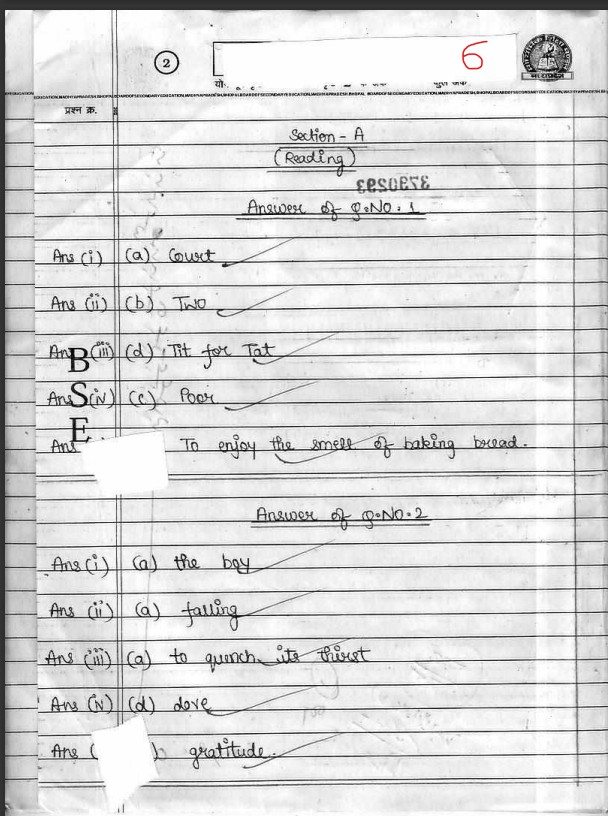 2
6
प्रश्न क्र.
Section - A
(Reading)
3790293
Answer of Q.NO. 1
Ans (i) (a) Court
Ans (ii) (b) Two
Ans (iii) (d) Tit for Tat
Ans (iv) (c) Poor
Ans To enjoy the smell of baking bread.
B
S
E
Answer of Q.NO. 2
Ans (i) (a) the boy
Ans (ii) (a) falling
Ans (iii) (a) to quench its thirst
Ans (iv) (d) dove
Ans ( ) gratitude.